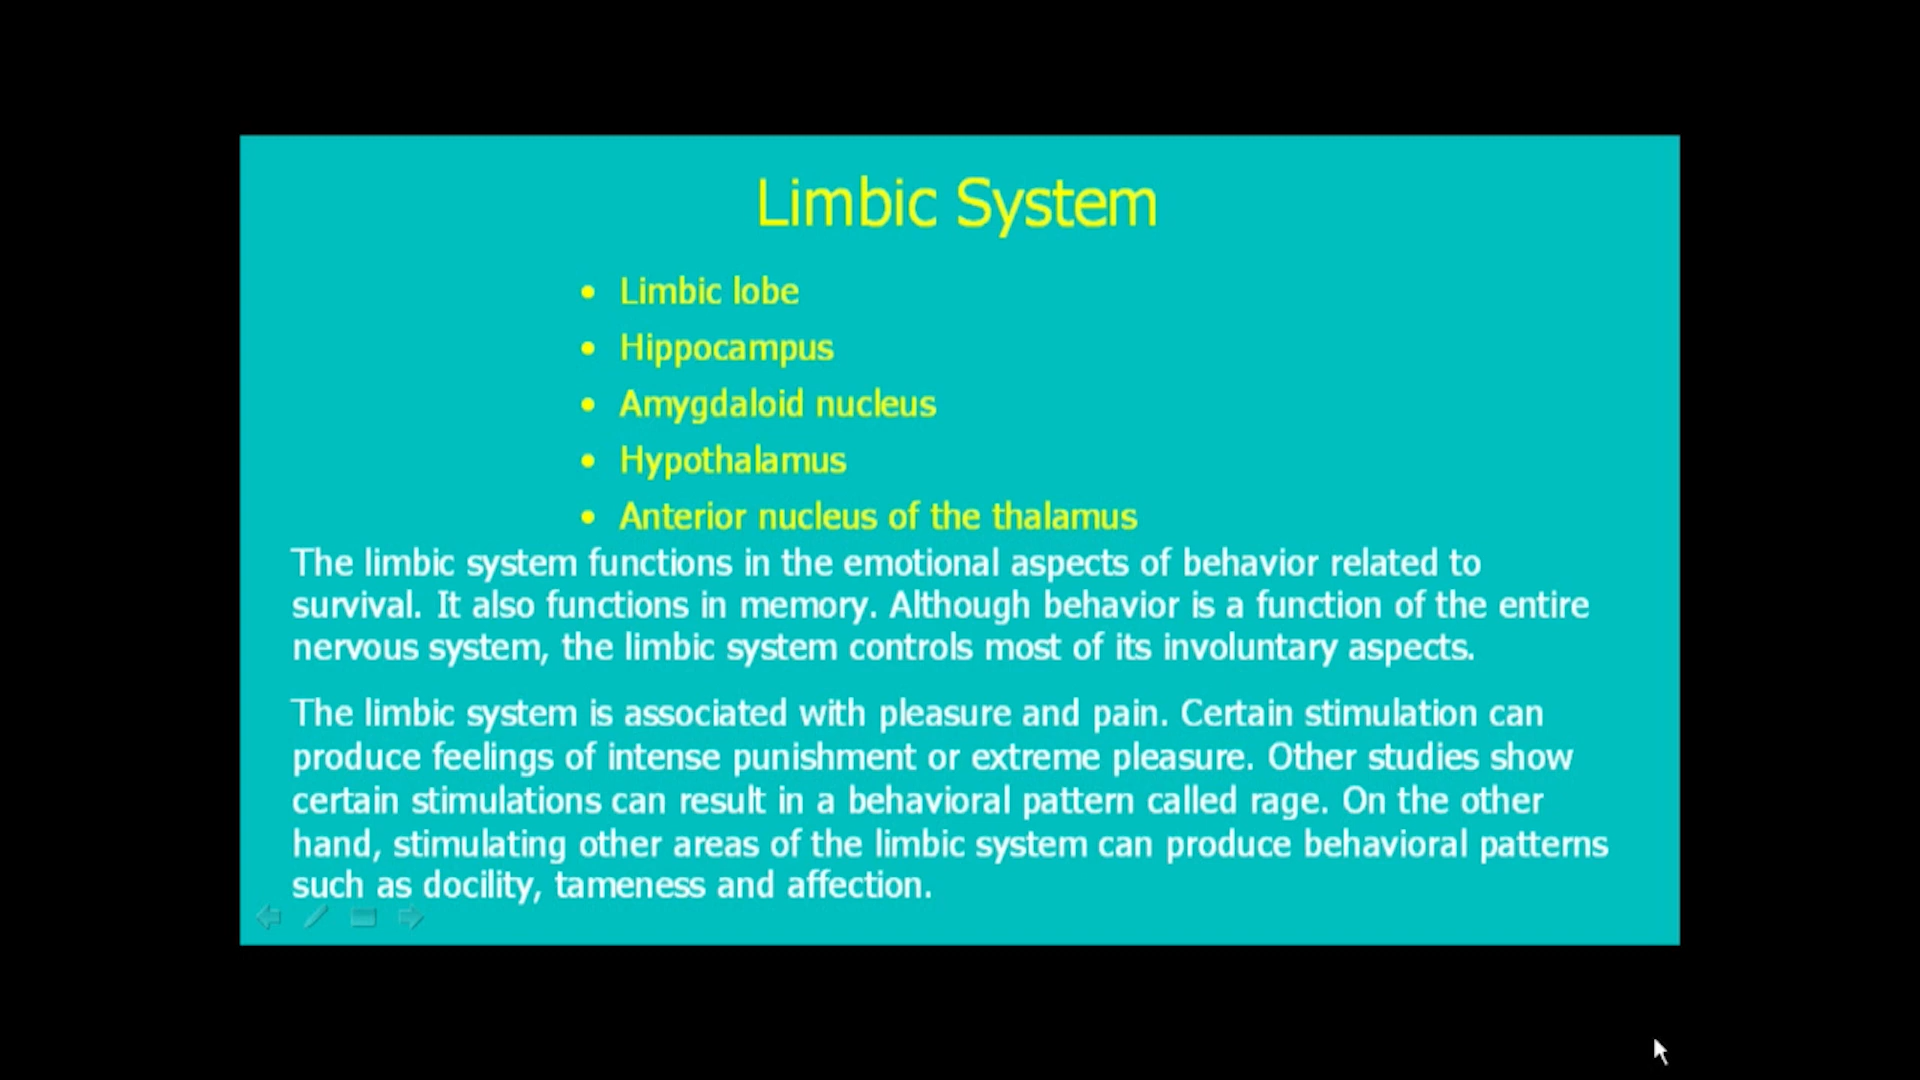 Limbic System
• Limbic lobe
• Hippocampus
• Amygdaloid nucleus
• Hypothalamus
• Anterior nucleus of the thalamus
The limbic system functions in the emotional aspects of behavior related to
survival. It also functions in memory. Although behavior is a function of the entire
nervous system, the limbic system controls most of its involuntary aspects.
The limbic system is associated with pleasure and pain. Certain stimulation can
produce feelings of intense punishment or extreme pleasure. Other studies show
certain stimulations can result in a behavioral pattern called rage. On the other
hand, stimulating other areas of the limbic system can produce behavioral patterns
such as docility, tameness and affection.